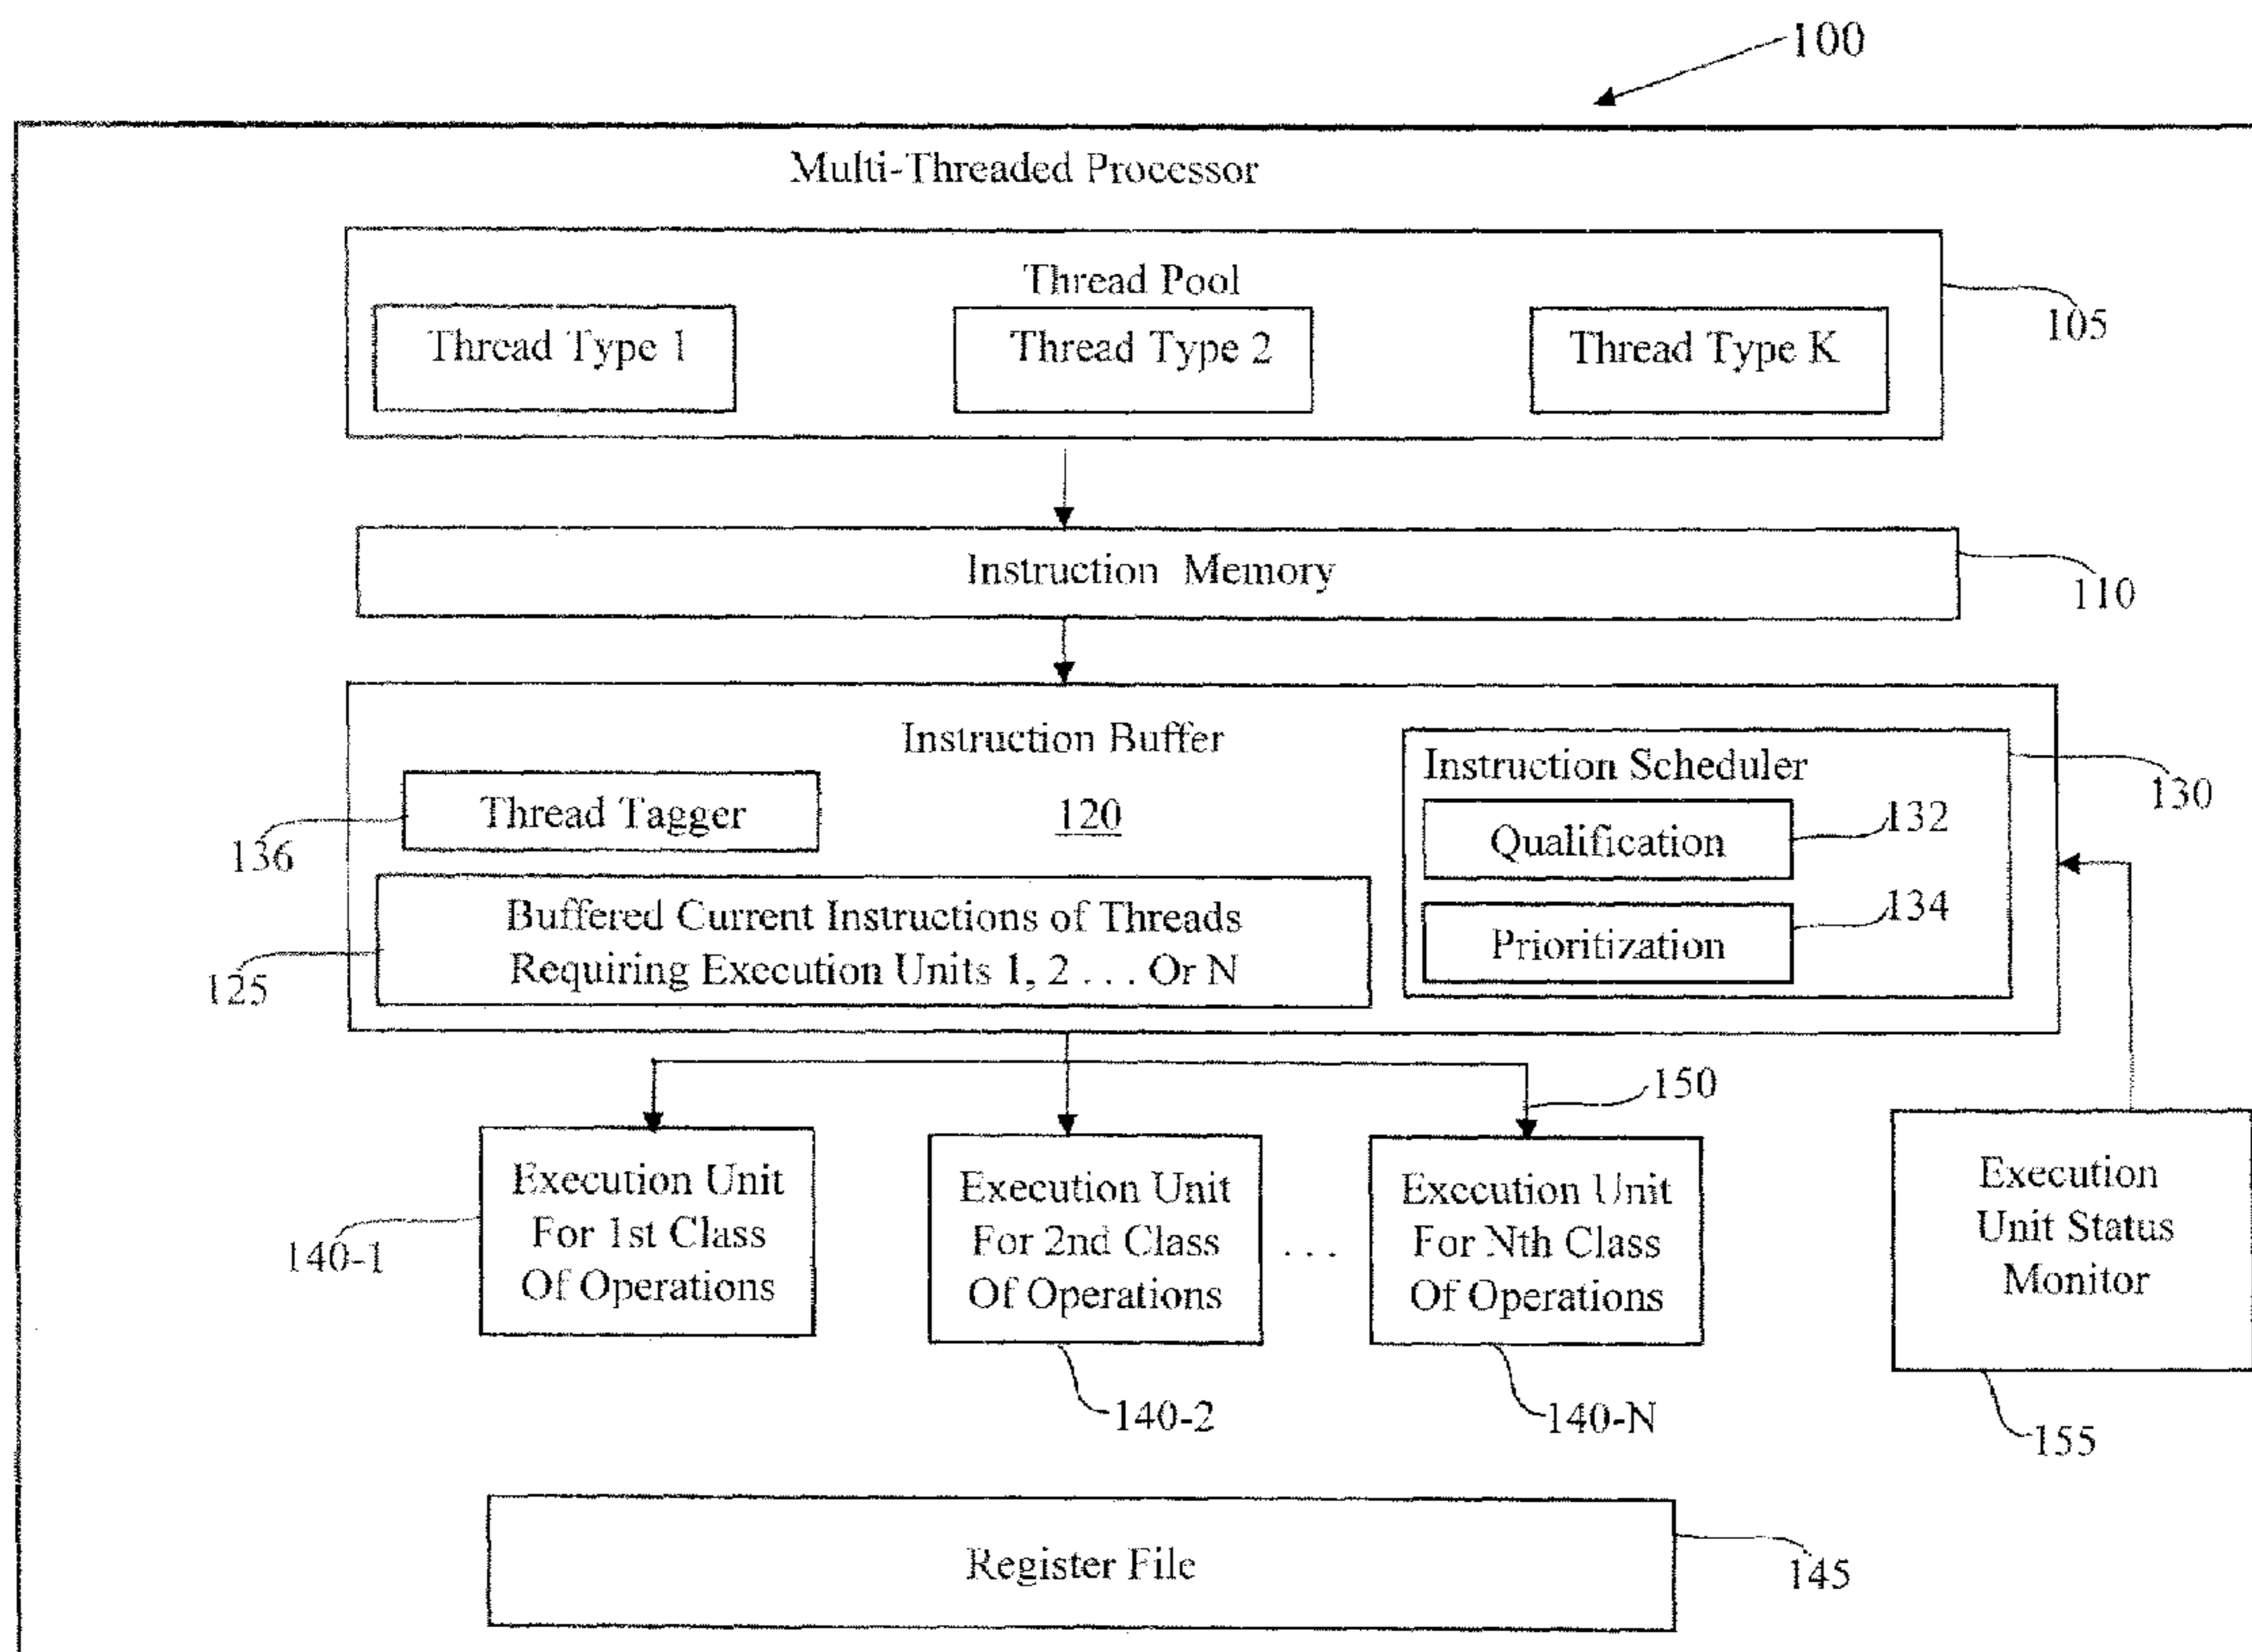 100
Multi-Threaded Processor
Thread Pool
Thread Type 1
Thread Type 2
Thread Type K
105
Instruction Memory
110
Instruction Buffer
Instruction Scheduler
130
Thread Tagger
120
Qualification
132
136
Prioritization
134
Buffered Current Instructions of Threads
Requiring Execution Units 1, 2 . . . Or N
125
150
Execution Unit
For 1st Class
Of Operations
140-1
Execution Unit
For 2nd Class
Of Operations
140-2
. . .
Execution Unit
For Nth Class
Of Operations
140-N
Execution
Unit Status
Monitor
155
Register File
145